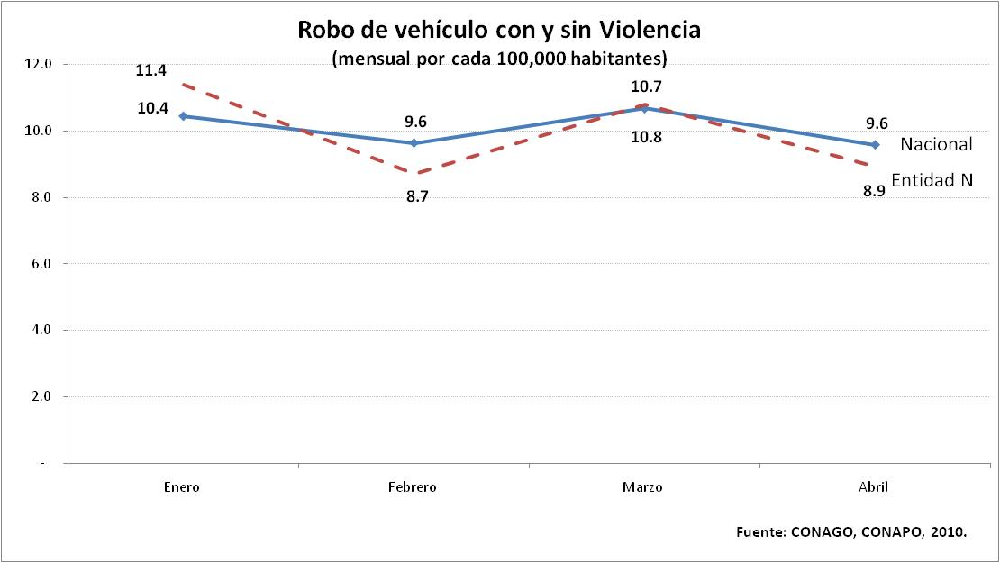 Robo de vehículo con y sin Violencia
(mensual por cada 100,000 habitantes)
12.0
10.0
8.0
6.0
4.0
2.0
-
11.4
10.4
9.6
8.7
10.7
10.8
9.6
8.9
Nacional
Entidad N
Enero Febrero Marzo Abril
Fuente: CONAGO, CONAPO, 2010.